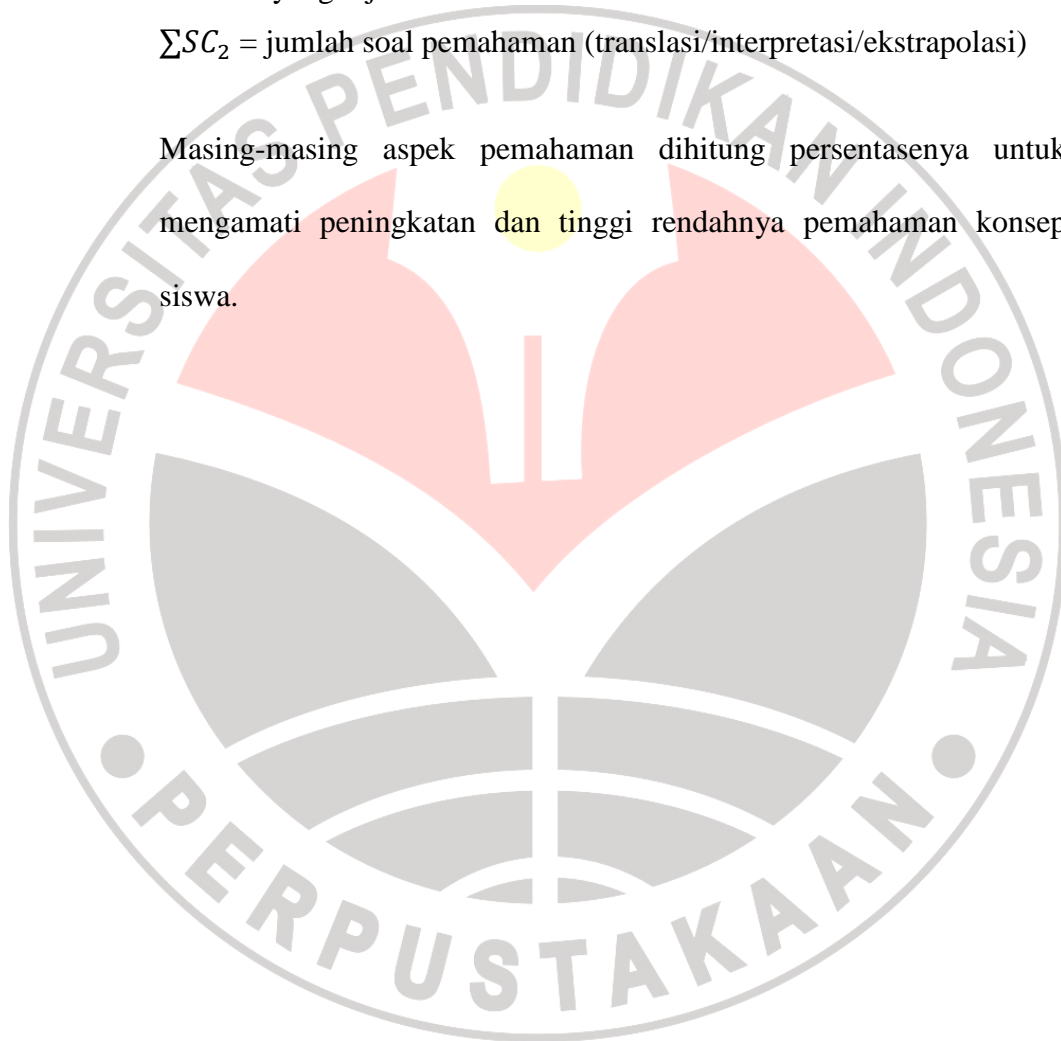 ∑𝑆𝐶₂ = jumlah soal pemahaman (translasi/interpretasi/ekstrapolasi)
Masing-masing aspek pemahaman dihitung persentasenya untuk
mengamati peningkatan dan tinggi rendahnya pemahaman konsep
siswa.
UNIVERSITAS PENDIDIKAN INDONESIA
• PERPUSTAKAAN •